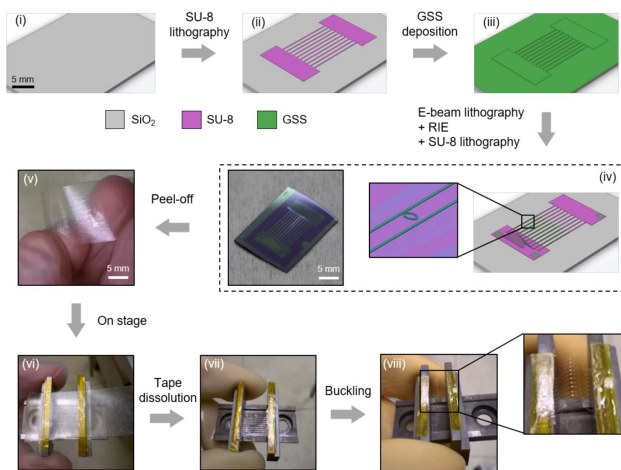 (i)
SU-8
lithography
(ii)
GSS
deposition
(iii)
5 mm
SiO₂
SU-8
GSS
E-beam lithography
+ RIE
+ SU-8 lithography
(v)
Peel-off
(iv)
5 mm
5 mm
On stage
(vi)
Tape
dissolution
(vii)
Buckling
(viii)